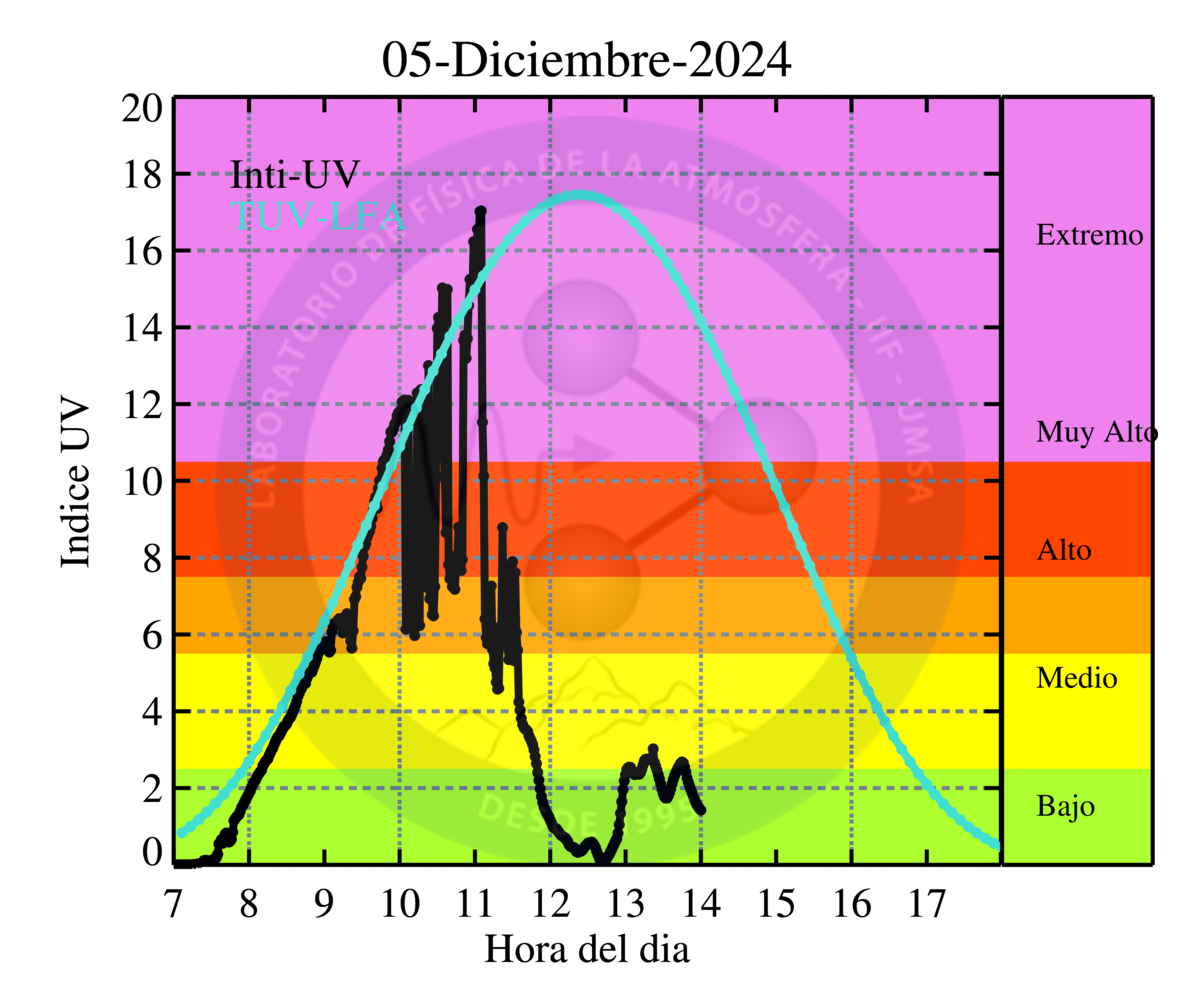 05-Diciembre-2024
Inti-UV
TUV-LFA
LABORATORIO DE FÍSICA DE LA ATMÓSFERA - IIF - UMSA
DESDE 1995
20
18
16
14
12
10
8
6
4
2
0
Indice UV
Extremo
Muy Alto
Alto
Medio
Bajo
7 8 9 10 11 12 13 14 15 16 17
Hora del dia